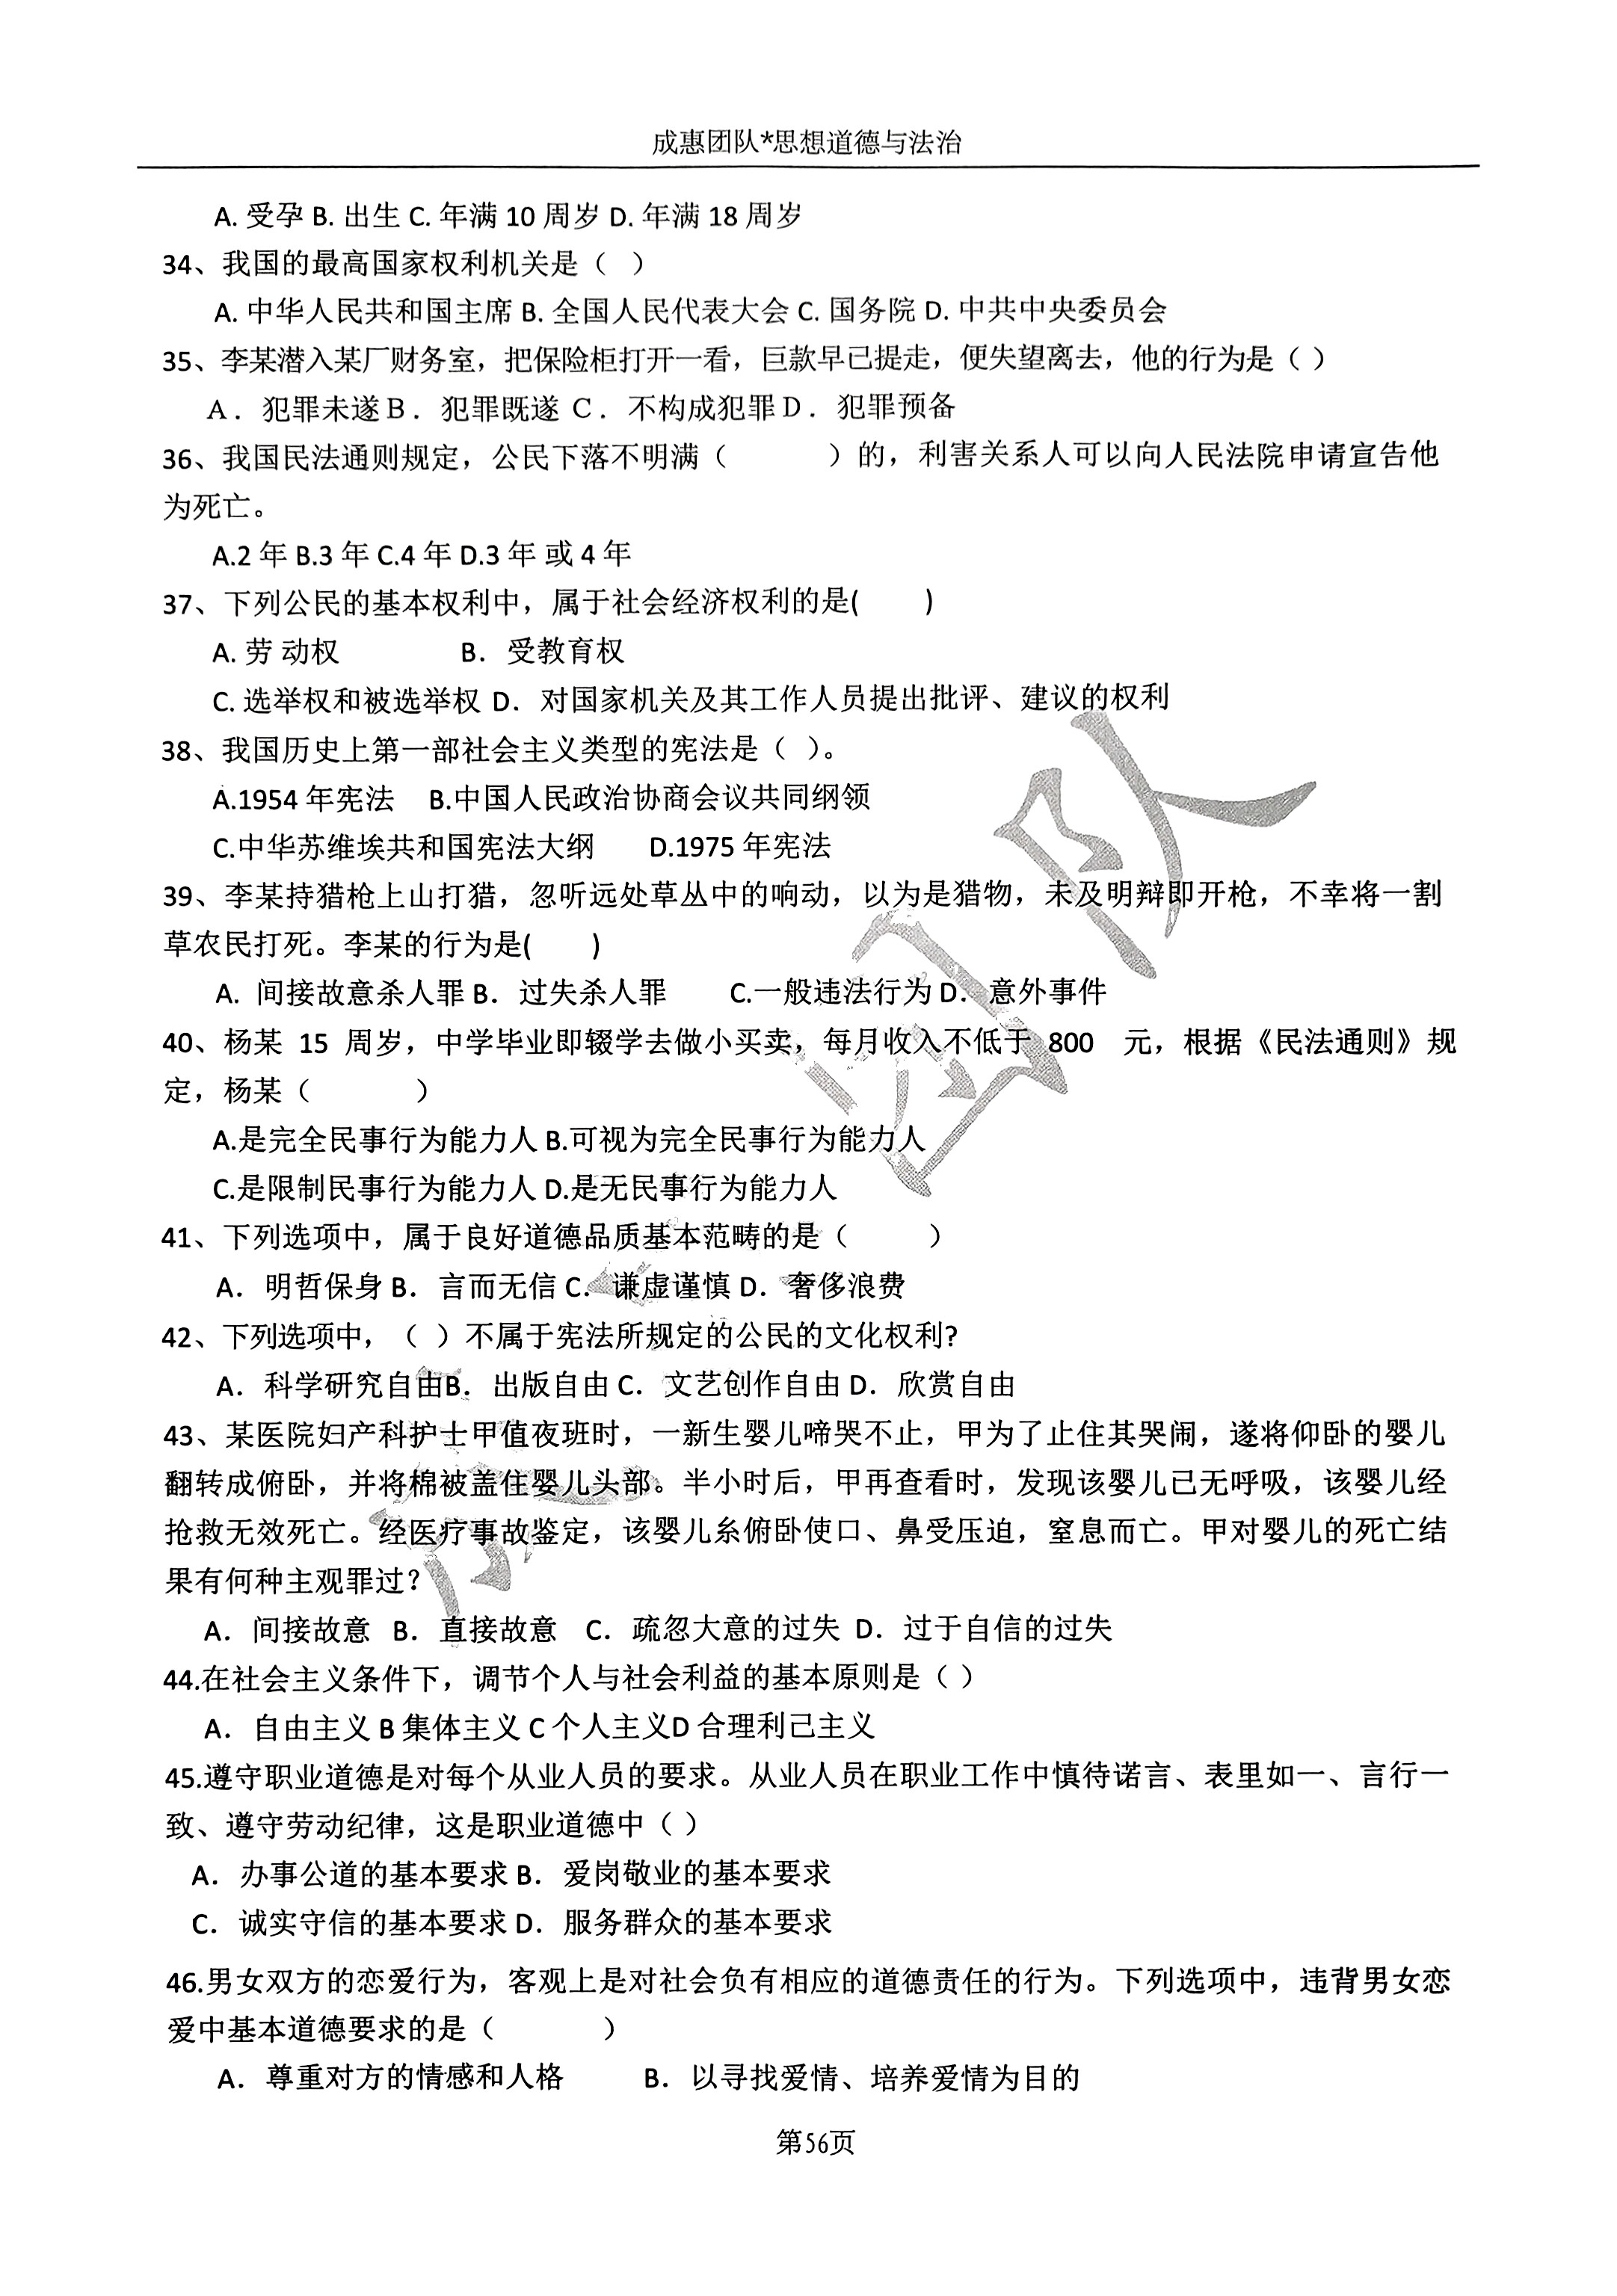 成惠团队*思想道德与法治
A. 受孕 B. 出生 C. 年满 10 周岁 D. 年满 18 周岁
34、我国的最高国家权利机关是（ ）
A. 中华人民共和国主席 B. 全国人民代表大会 C. 国务院 D. 中共中央委员会
35、李某潜入某厂财务室，把保险柜打开一看，巨款早已提走，便失望离去，他的行为是（ ）
A．犯罪未遂 B．犯罪既遂 C．不构成犯罪 D．犯罪预备
36、我国民法通则规定，公民下落不明满（ ）的，利害关系人可以向人民法院申请宣告他
为死亡。
A.2 年 B.3 年 C.4 年 D.3 年 或 4 年
37、下列公民的基本权利中，属于社会经济权利的是( )
A. 劳 动权 B．受教育权
C. 选举权和被选举权 D．对国家机关及其工作人员提出批评、建议的权利
38、我国历史上第一部社会主义类型的宪法是（ ）。
A.1954 年宪法 B.中国人民政治协商会议共同纲领
C.中华苏维埃共和国宪法大纲 D.1975 年宪法
39、李某持猎枪上山打猎，忽听远处草丛中的响动，以为是猎物，未及明辩即开枪，不幸将一割
草农民打死。李某的行为是( )
A. 间接故意杀人罪 B．过失杀人罪 C.一般违法行为 D．意外事件
40、杨某 15 周岁，中学毕业即辍学去做小买卖，每月收入不低于 800 元，根据《民法通则》规
定，杨某（ ）
A.是完全民事行为能力人 B.可视为完全民事行为能力人
C.是限制民事行为能力人 D.是无民事行为能力人
41、下列选项中，属于良好道德品质基本范畴的是（ ）
A．明哲保身 B．言而无信 C．谦虚谨慎 D．奢侈浪费
42、下列选项中，（ ）不属于宪法所规定的公民的文化权利?
A．科学研究自由B．出版自由 C．文艺创作自由 D．欣赏自由
43、某医院妇产科护士甲值夜班时，一新生婴儿啼哭不止，甲为了止住其哭闹，遂将仰卧的婴儿
翻转成俯卧，并将棉被盖住婴儿头部。半小时后，甲再查看时，发现该婴儿已无呼吸，该婴儿经
抢救无效死亡。经医疗事故鉴定，该婴儿糸俯卧使口、鼻受压迫，窒息而亡。甲对婴儿的死亡结
果有何种主观罪过?
A．间接故意 B．直接故意 C．疏忽大意的过失 D．过于自信的过失
44.在社会主义条件下，调节个人与社会利益的基本原则是（ ）
A．自由主义 B 集体主义 C 个人主义D 合理利己主义
45.遵守职业道德是对每个从业人员的要求。从业人员在职业工作中慎待诺言、表里如一、言行一
致、遵守劳动纪律，这是职业道德中（ ）
A．办事公道的基本要求 B．爱岗敬业的基本要求
C．诚实守信的基本要求 D．服务群众的基本要求
46.男女双方的恋爱行为，客观上是对社会负有相应的道德责任的行为。下列选项中，违背男女恋
爱中基本道德要求的是（ ）
A．尊重对方的情感和人格 B．以寻找爱情、培养爱情为目的
第56页
团队